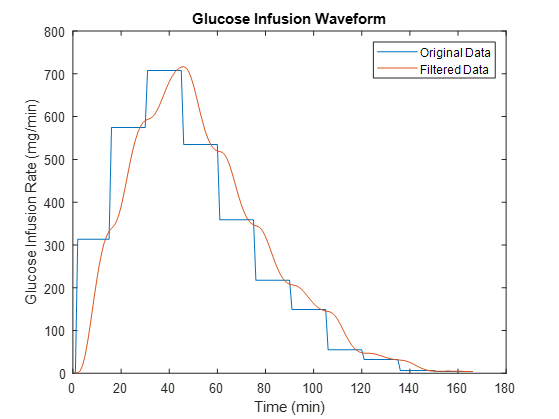 Glucose Infusion Waveform
Original Data
Filtered Data
Glucose Infusion Rate (mg/min)
800
700
600
500
400
300
200
100
0
0 20 40 60 80 100 120 140 160 180
Time (min)